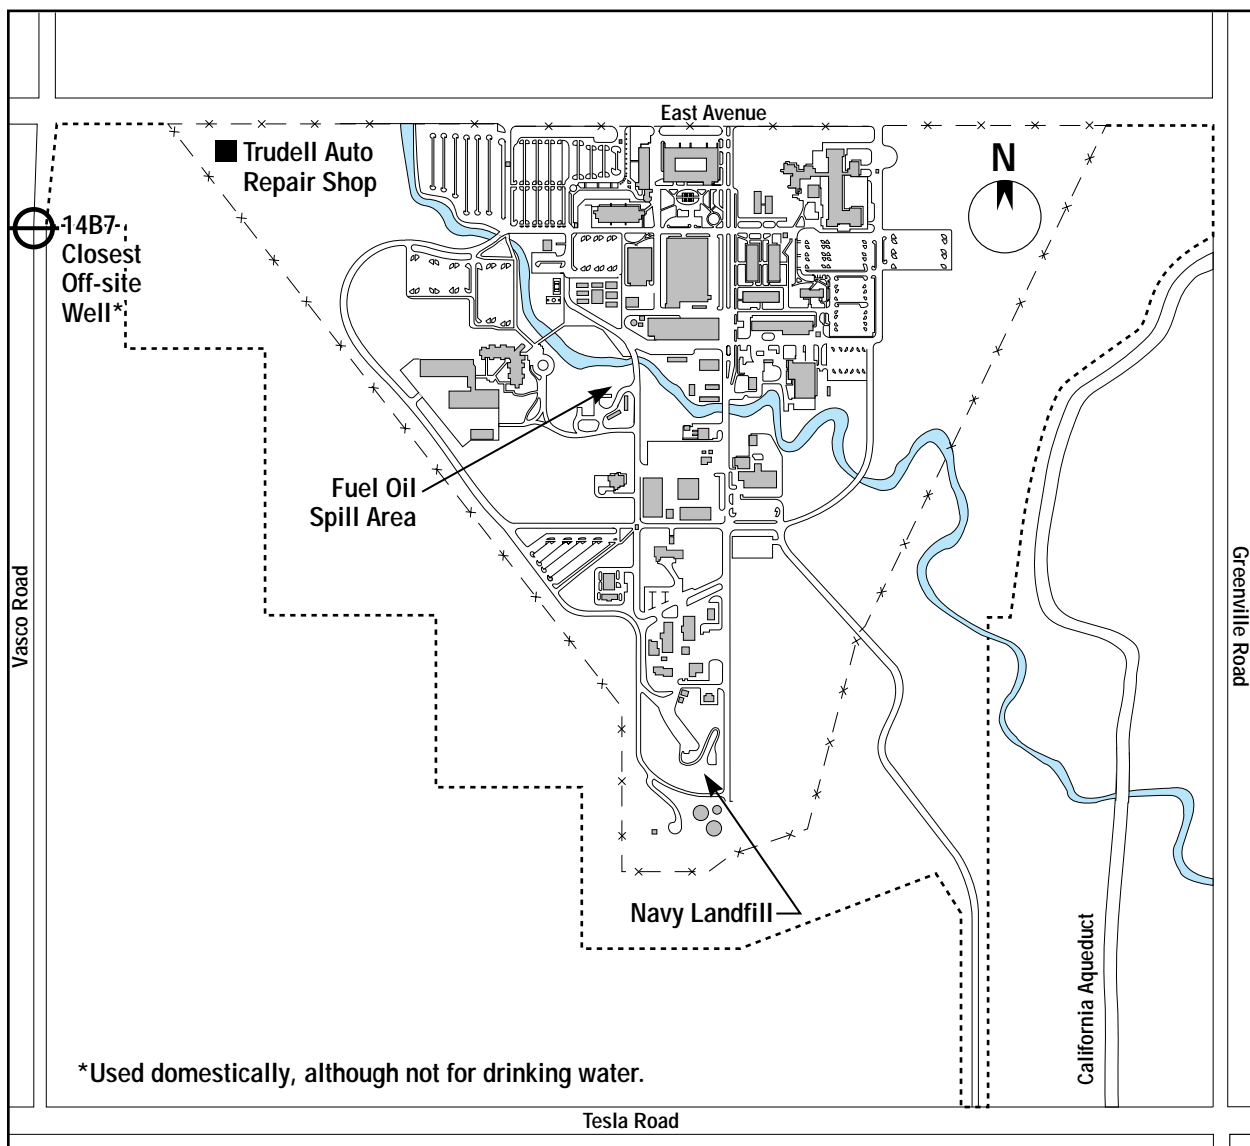 East Avenue
Trudell Auto
Repair Shop
N
14B7
Closest
Off-site
Well*
Fuel Oil
Spill Area
Vasco Road
Greenville Road
Navy Landfill
California Aqueduct
*Used domestically, although not for drinking water.
Tesla Road